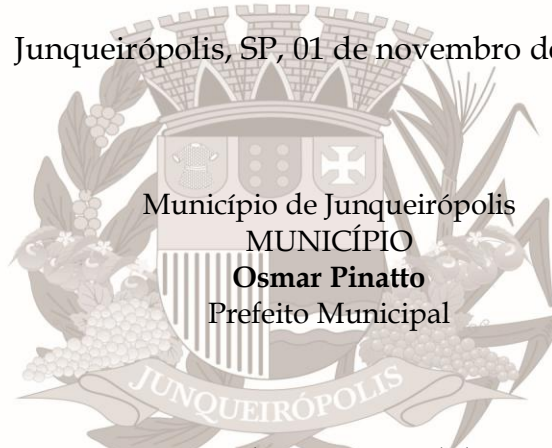 Junqueirópolis, SP, 01 de novembro de
Município de Junqueirópolis
MUNICÍPIO
Osmar Pinatto
Prefeito Municipal
JUNQUEIRÓPOLIS